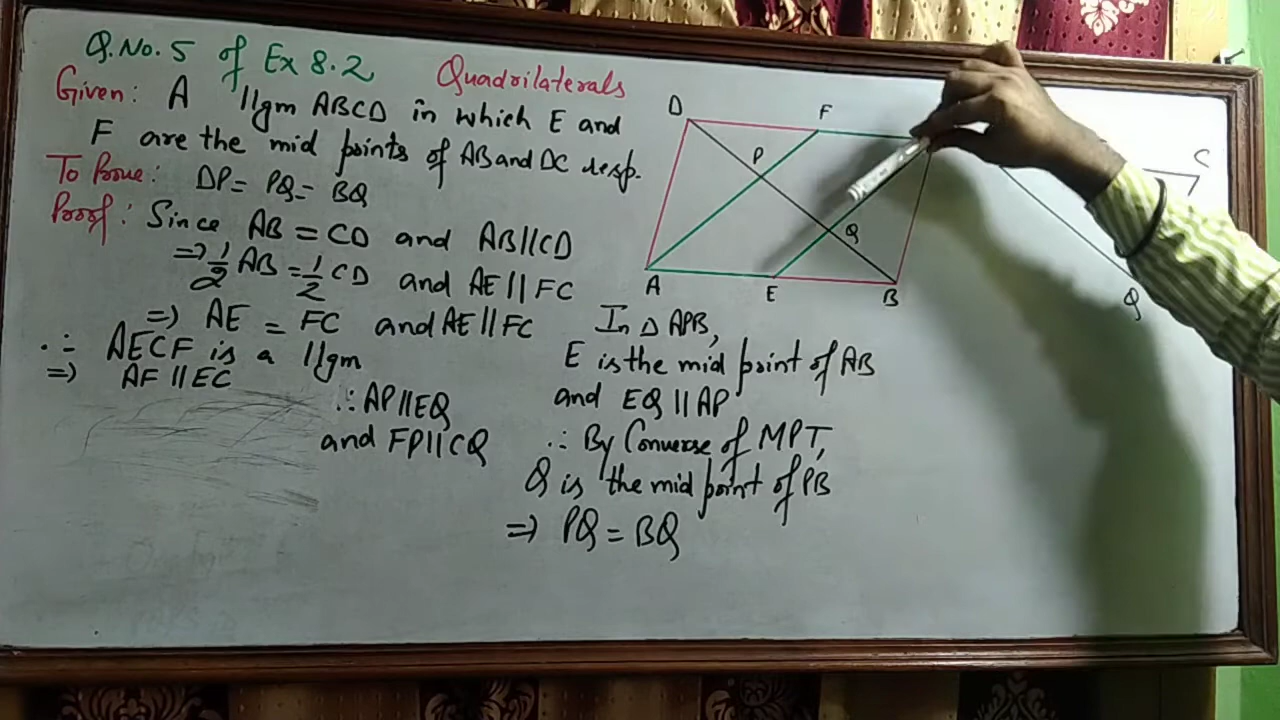 Q.No. 5 of Ex 8.2
Quadrilaterals
Given: A ||gm ABCD in which E and
F are the mid points of AB and DC resp.
To Prove: DP = PQ = BQ
Proof: Since AB = CD and AB||CD
=> 1/2 AB = 1/2 CD and AE||FC
=> AE = FC and AE||FC
∴ AECF is a ||gm
=> AF || EC
∴ AP||EQ
and FP||CQ
In △ APB,
E is the mid point of AB
and EQ || AP
∴ By Converse of MPT,
Q is the mid point of PB
=> PQ = BQ
D F
P
Q
A E B
C
Q